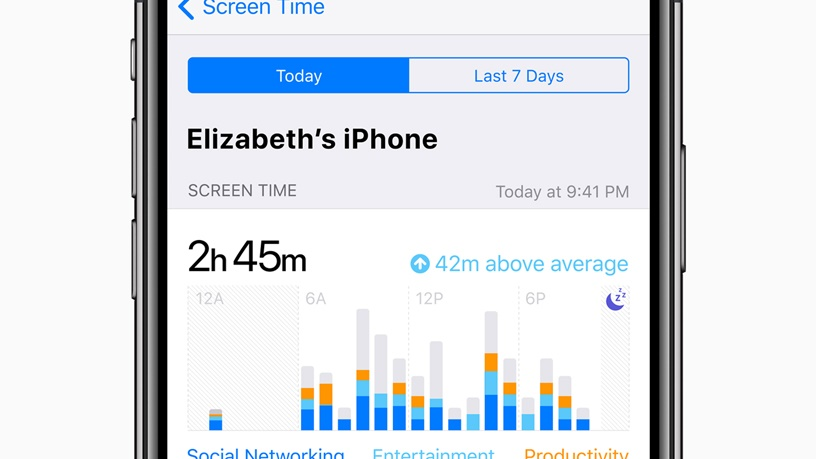 Screen Time
Today Last 7 Days
Elizabeth’s iPhone
SCREEN TIME Today at 9:41 PM
2h 45m 42m above average
12A 6A 12P 6P zzz
Social Networking Entertainment Productivity